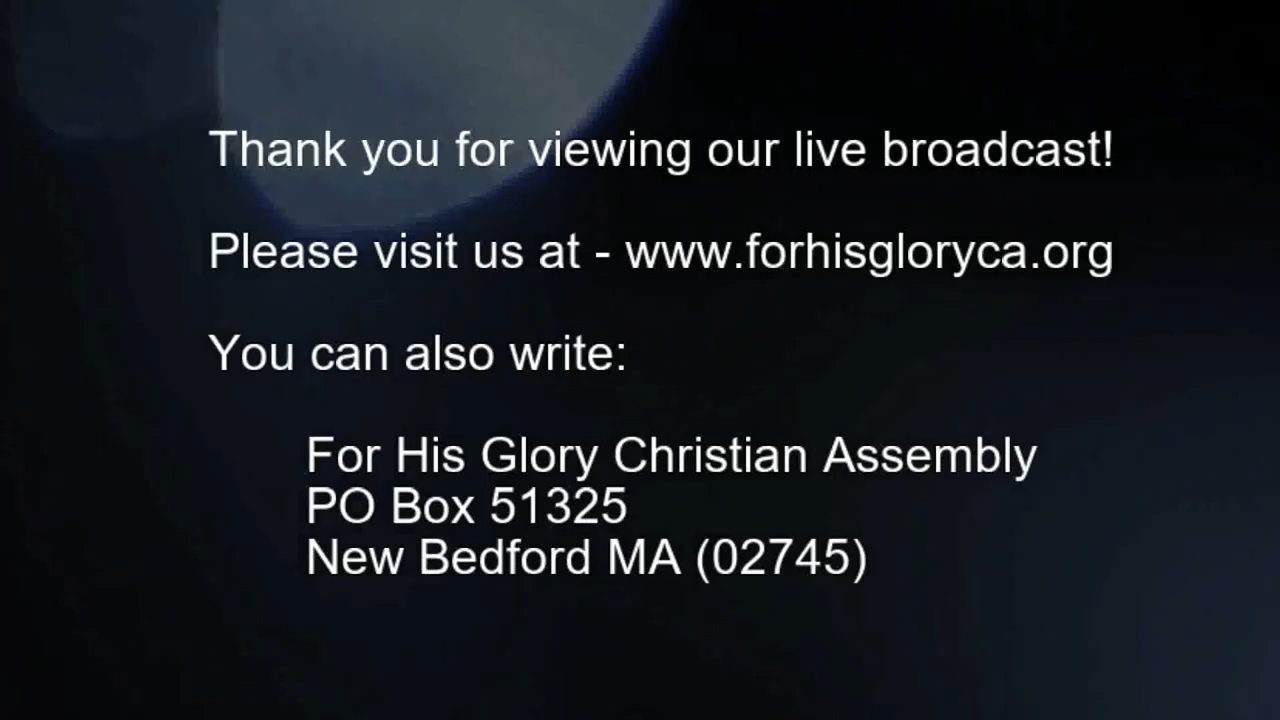 Thank you for viewing our live broadcast!
Please visit us at - www.forhisgloryca.org
You can also write:
For His Glory Christian Assembly
PO Box 51325
New Bedford MA (02745)